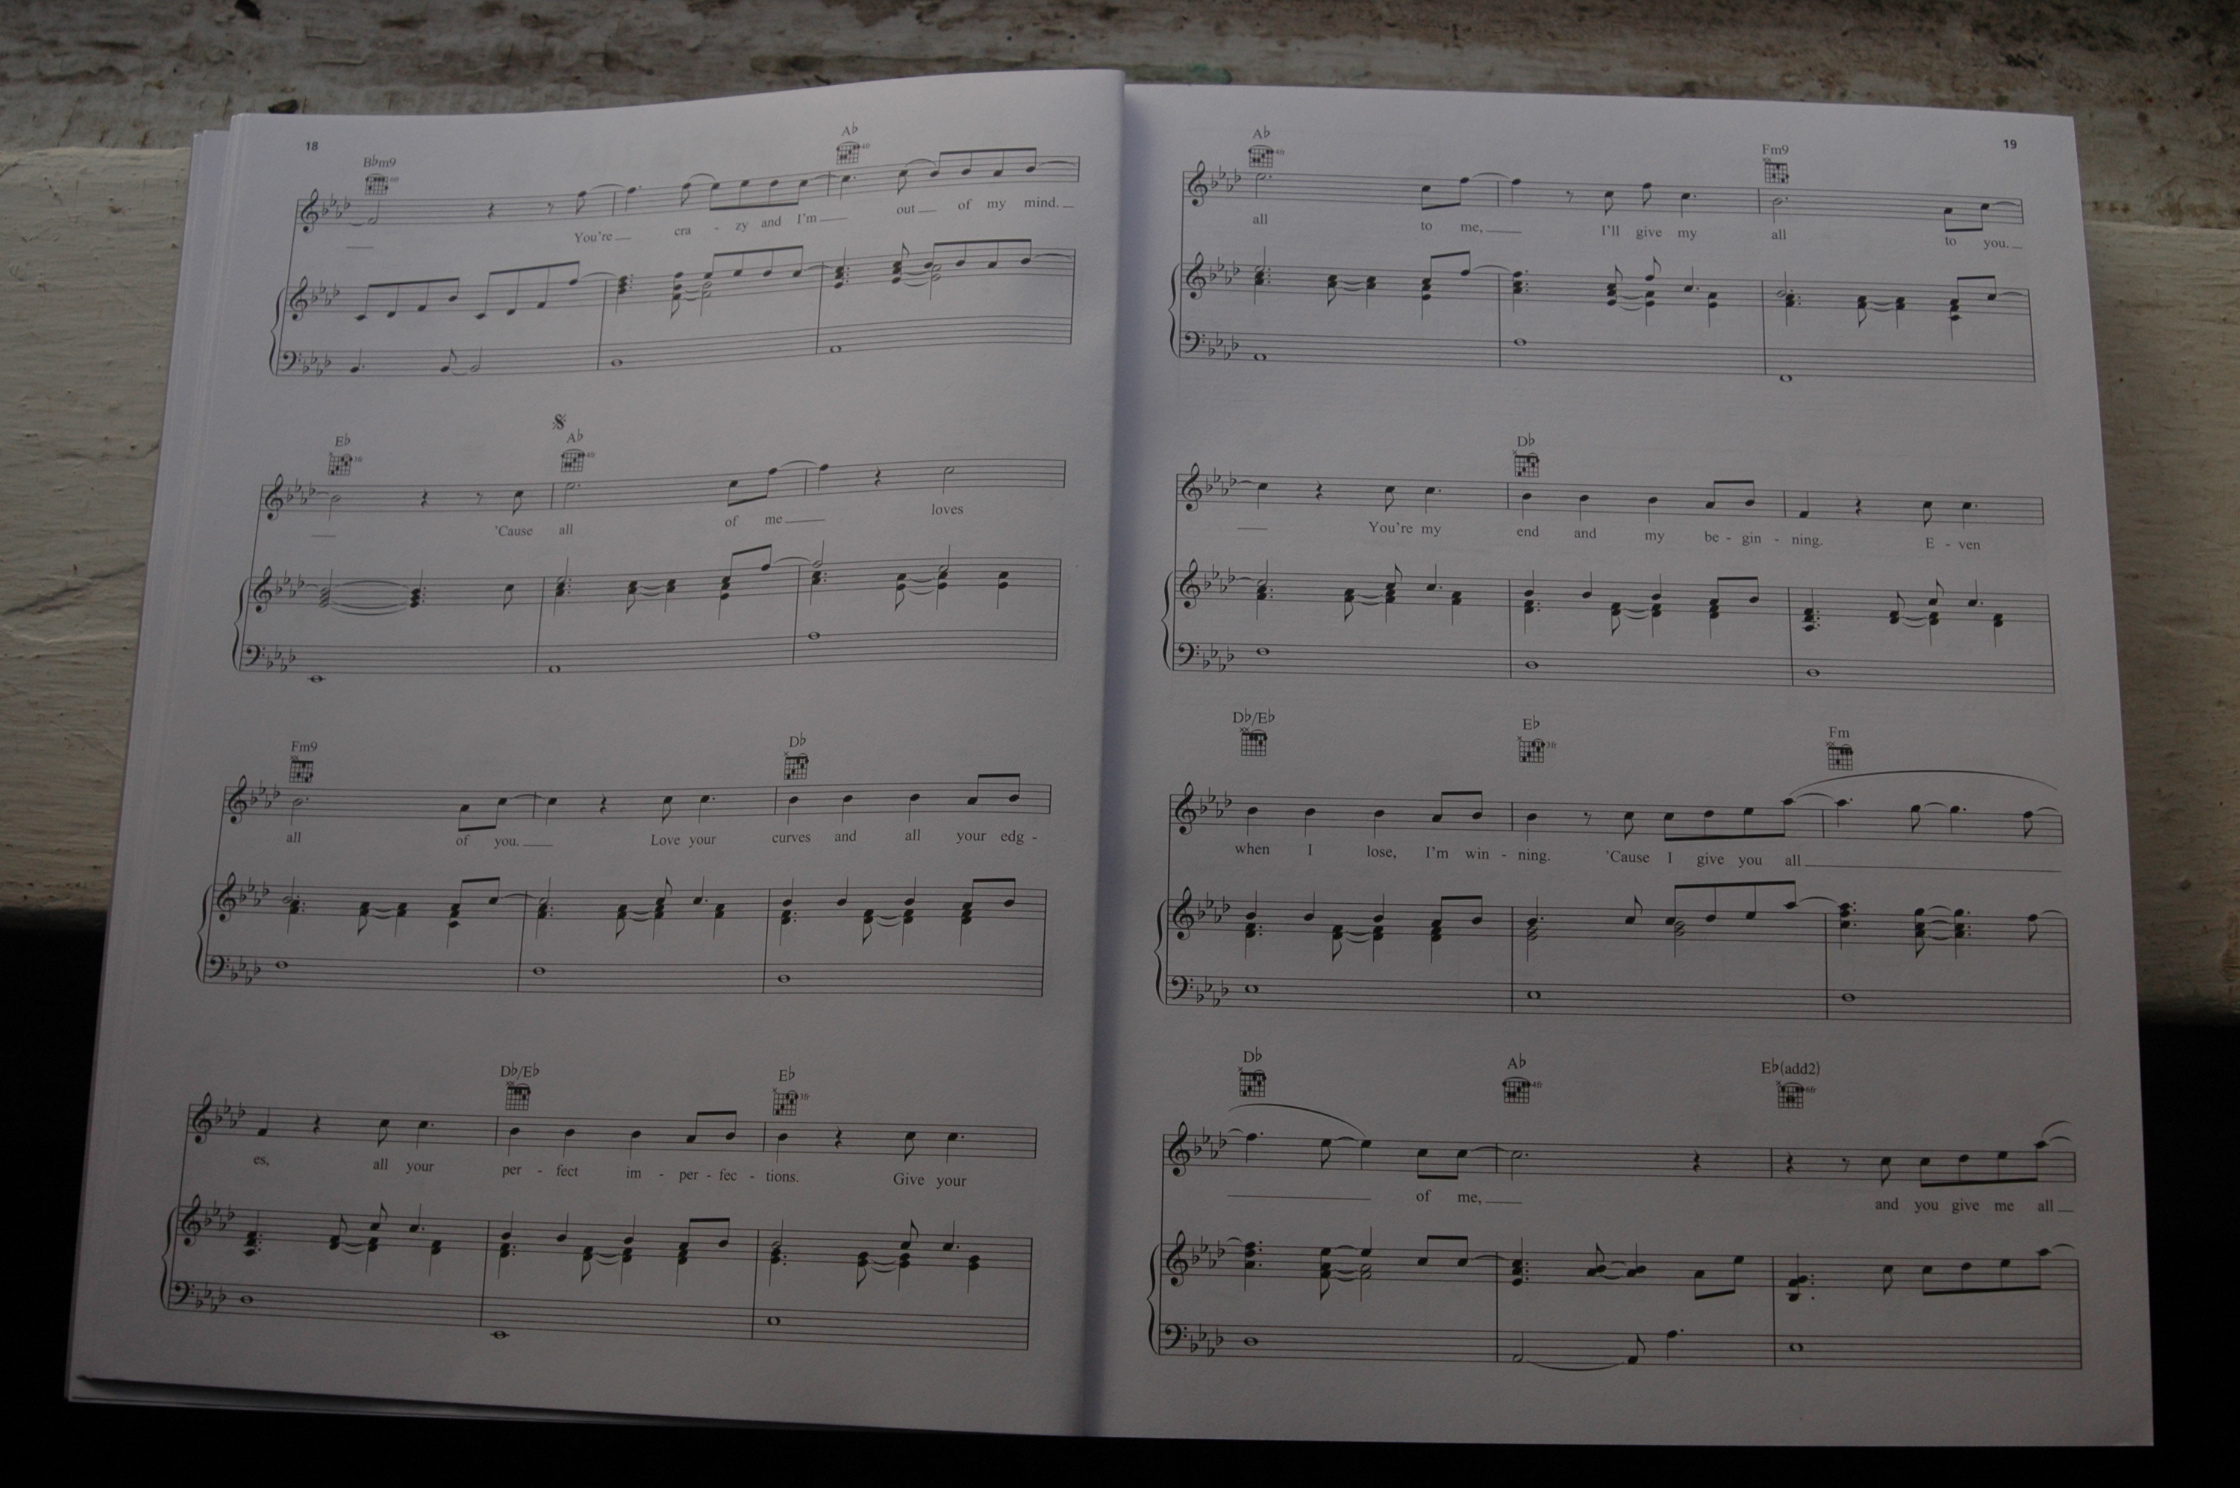 18
B♭m9 A♭
You're cra - zy and I'm out of my mind.
E♭ A♭
'Cause all of me loves
Fm9 D♭
all of you. Love your curves and all your edg -
D♭/E♭ E♭
es, all your per - fect im - per - fec - tions. Give your
19
A♭ Fm9
all to me, I'll give my all to you.
D♭
You're my end and my be - gin - ning. E - ven
D♭/E♭ E♭ Fm
when I lose, I'm win - ning. 'Cause I give you all
D♭ A♭ E♭(add2)
of me, and you give me all